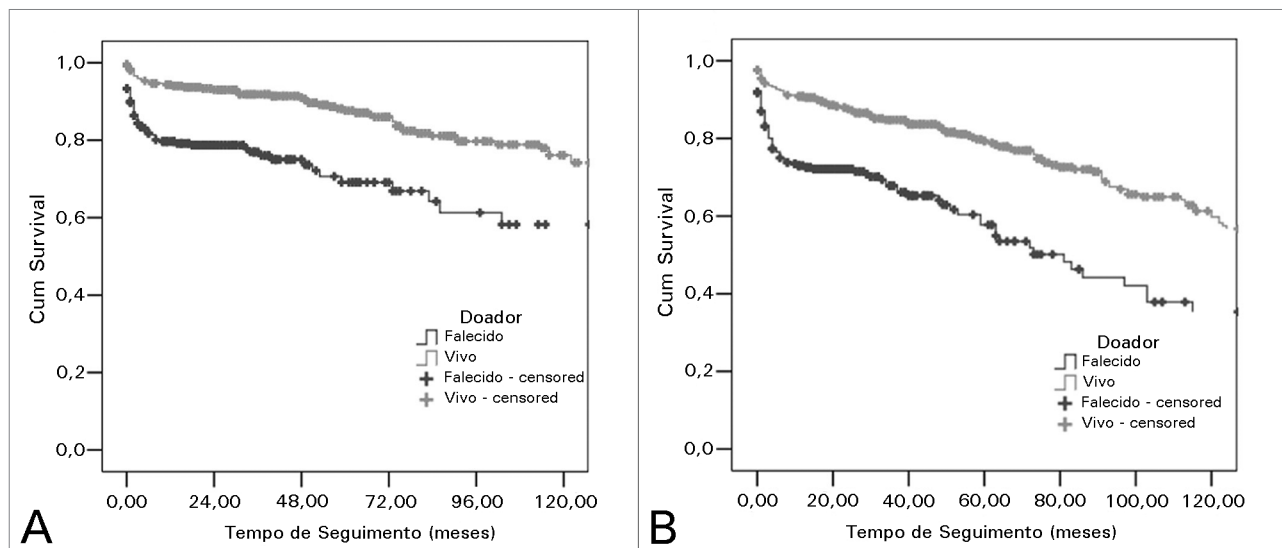 1,0
0,8
0,6
0,4
0,2
0,0
Cum Survival
Doador
Falecido
Vivo
Falecido - censored
Vivo - censored
0,00 24,00 48,00 72,00 96,00 120,00
Tempo de Seguimento (meses)
A
1,0
0,8
0,6
0,4
0,2
0,0
Cum Survival
Doador
Falecido
Vivo
Falecido - censored
Vivo - censored
0,00 20,00 40,00 60,00 80,00 100,00 120,00
Tempo de Seguimento (meses)
B